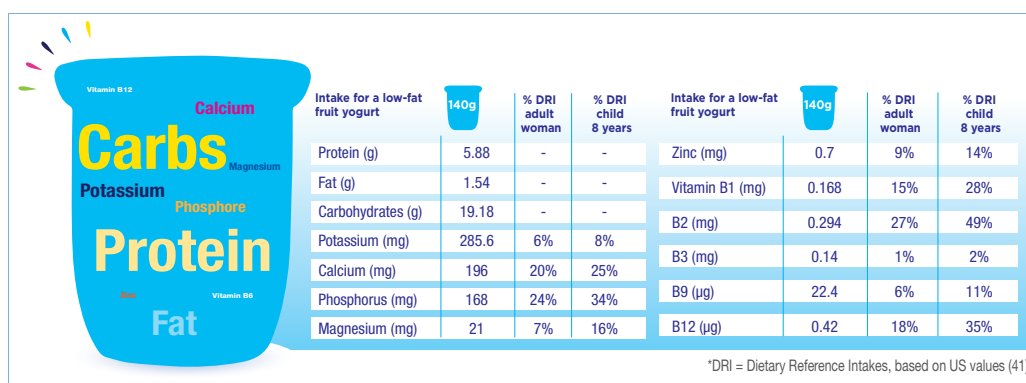 Vitamin B12
Calcium
Carbs
Magnesium
Potassium
Phosphore
Protein
Vitamin B6
Fat
Intake for a low-fat fruit yogurt 140g % DRI adult woman % DRI child 8 years
Protein (g) 5.88 - -
Fat (g) 1.54 - -
Carbohydrates (g) 19.18 - -
Potassium (mg) 285.6 6% 8%
Calcium (mg) 196 20% 25%
Phosphorus (mg) 168 24% 34%
Magnesium (mg) 21 7% 16%
Intake for a low-fat fruit yogurt 140g % DRI adult woman % DRI child 8 years
Zinc (mg) 0.7 9% 14%
Vitamin B1 (mg) 0.168 15% 28%
B2 (mg) 0.294 27% 49%
B3 (mg) 0.14 1% 2%
B9 (µg) 22.4 6% 11%
B12 (µg) 0.42 18% 35%
*DRI = Dietary Reference Intakes, based on US values (41)